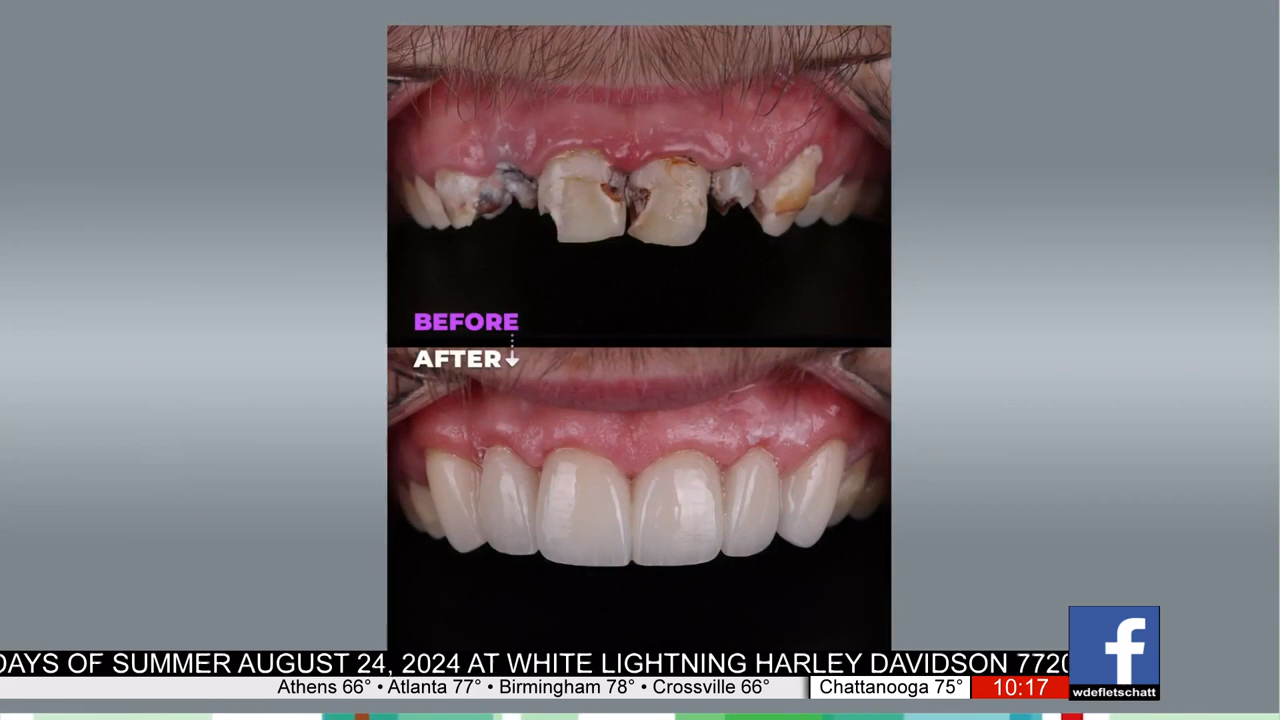 BEFORE
AFTER
DAYS OF SUMMER AUGUST 24, 2024 AT WHITE LIGHTNING HARLEY DAVIDSON 7720
Athens 66° • Atlanta 77° • Birmingham 78° • Crossville 66°
Chattanooga 75°
10:17
f
wdefletschatt